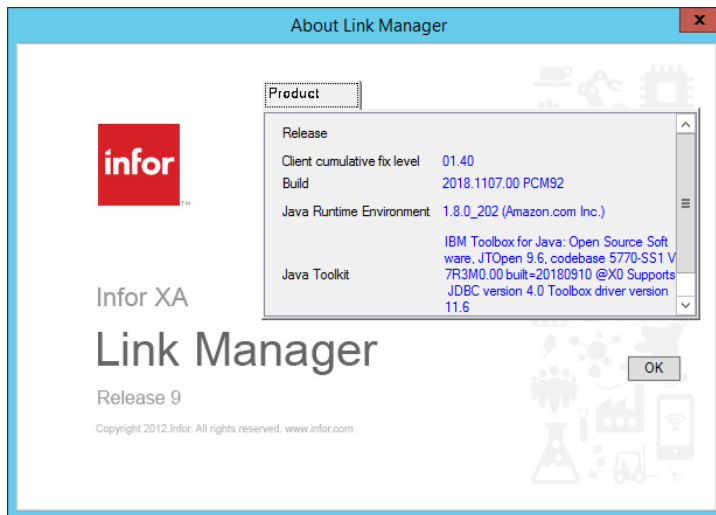 About Link Manager
x
Product
infor
TM
Release
Client cumulative fix level 01.40
Build 2018.1107.00 PCM92
Java Runtime Environment 1.8.0_202 (Amazon.com Inc.)
Java Toolkit
IBM Toolbox for Java: Open Source Soft
ware, JTOpen 9.6, codebase 5770-SS1 V
7R3M0.00 built=20180910 @X0 Supports
JDBC version 4.0 Toolbox driver version
11.6
Infor XA
Link Manager
Release 9
OK
Copyright 2012.Infor. All rights reserved. www.infor.com